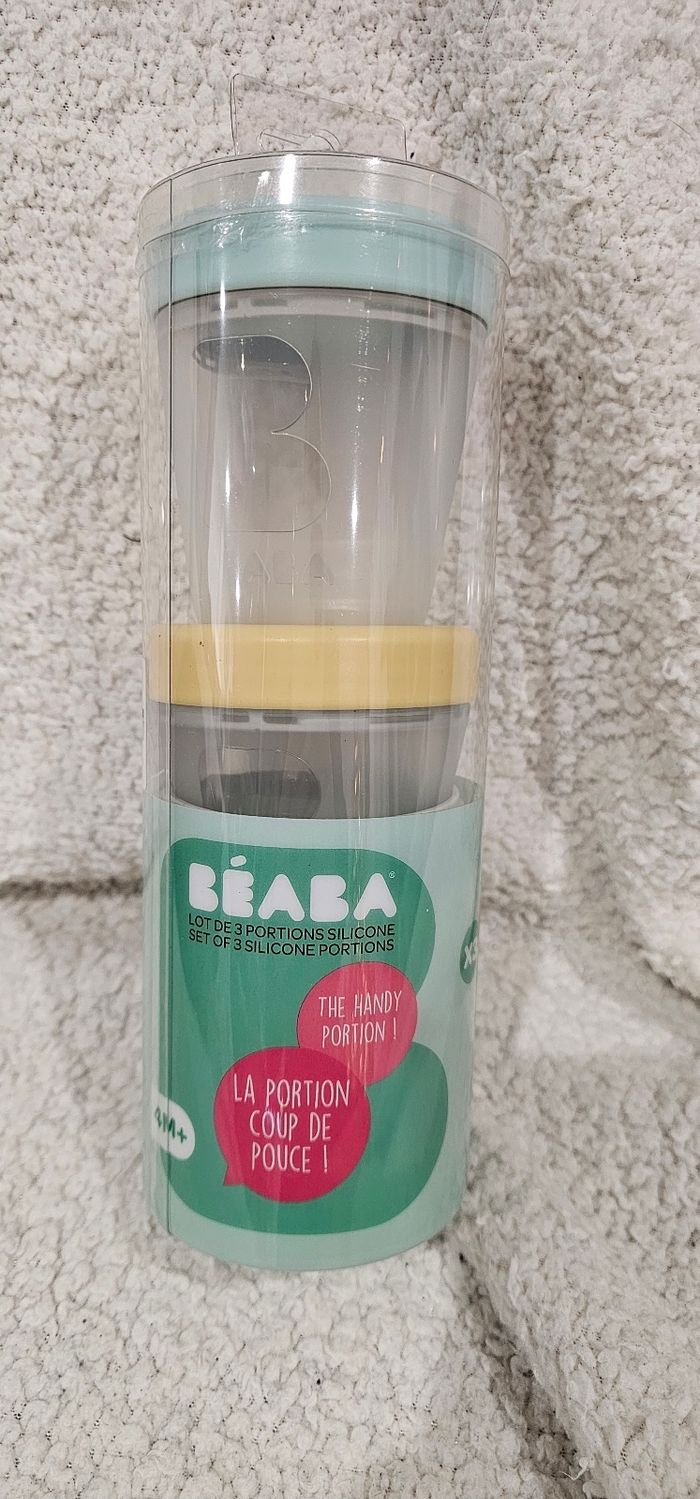 BÉABA®
LOT DE 3 PORTIONS SILICONE
SET OF 3 SILICONE PORTIONS
THE HANDY
PORTION !
LA PORTION
COUP DE
POUCE !
4M+